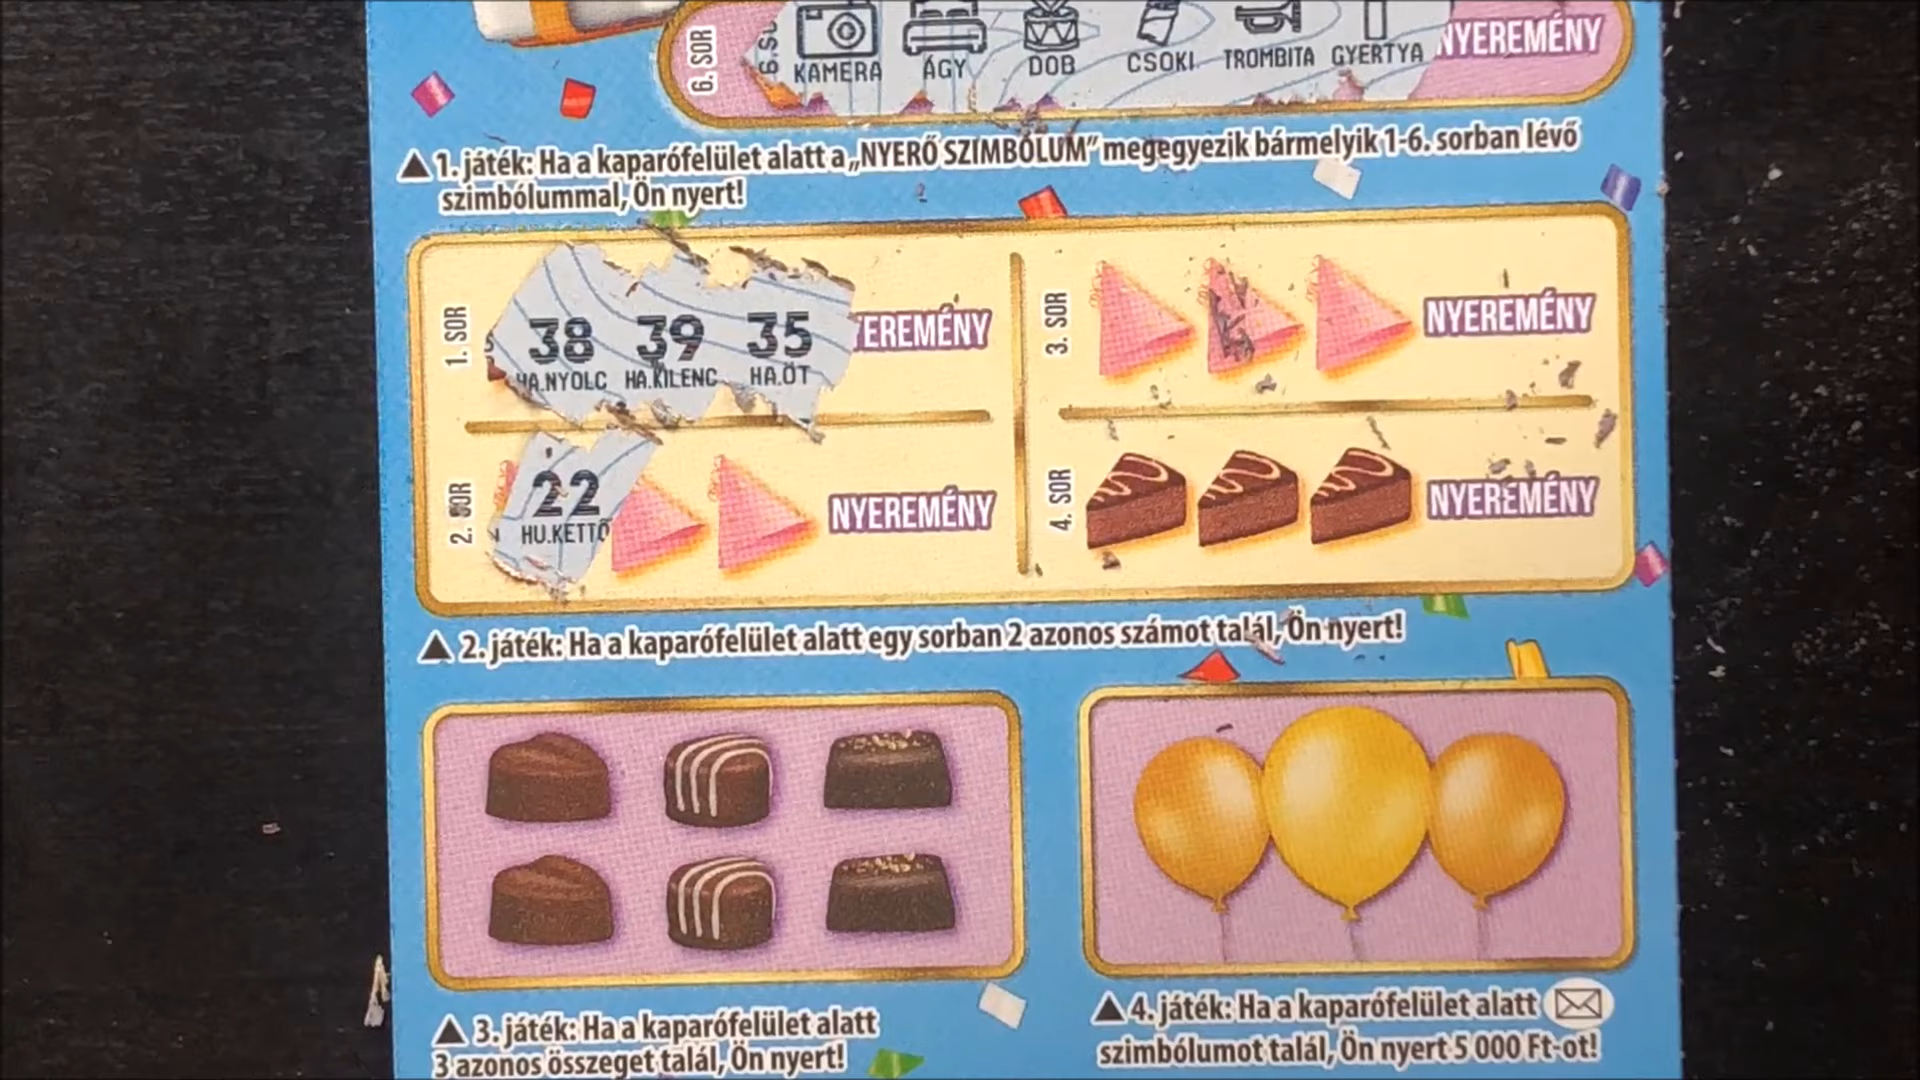 6. SOR
KAMERA ÁGY DOB CSOKI TROMBITA GYERTYA NYEREMÉNY
▲ 1. játék: Ha a kaparófelület alatt a „NYERŐ SZIMBÓLUM” megegyezik bármelyik 1-6. sorban lévő
szimbólummal, Ön nyert!
1. SOR
38 39 35
HA.NYOLC HA.KILENC HA.ÖT
3. SOR NYEREMÉNY
2. SOR
22
HU.KETTŐ
NYEREMÉNY
4. SOR NYEREMÉNY
▲ 2. játék: Ha a kaparófelület alatt egy sorban 2 azonos számot talál, Ön nyert!
▲ 3. játék: Ha a kaparófelület alatt
3 azonos összeget talál, Ön nyert!
▲ 4. játék: Ha a kaparófelület alatt
szimbólumot talál, Ön nyert 5 000 Ft-ot!